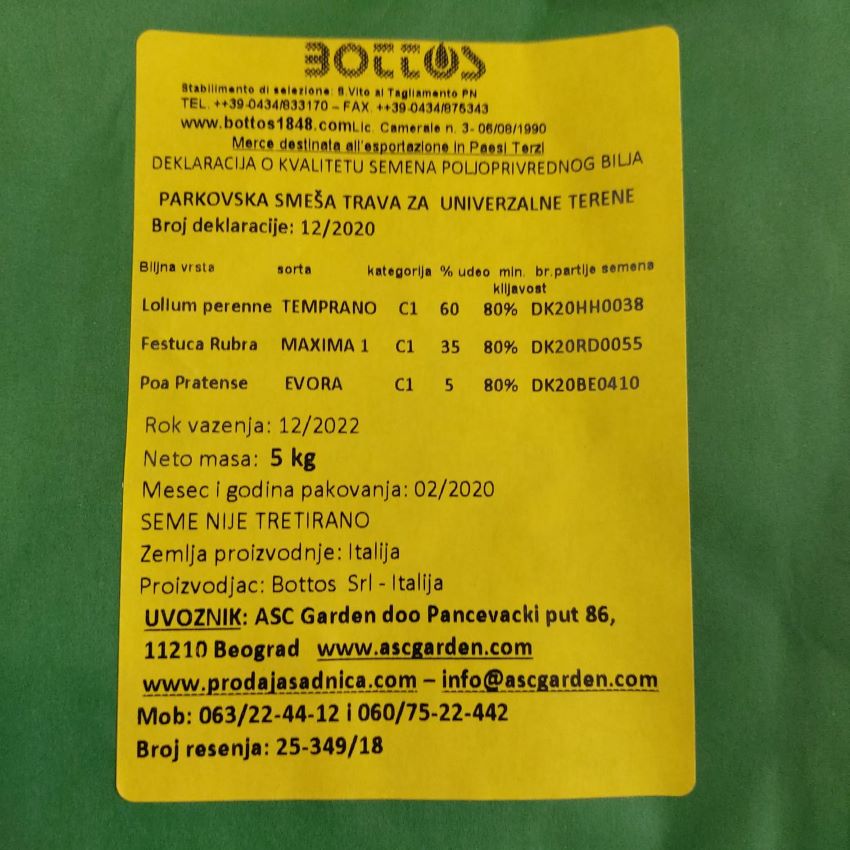 BOTTOS
Stabilimento di selezione: S.Vito al Tagliamento PN
TEL. ++39-0434/833170 – FAX. ++39-0434/875343
www.bottos1848.comLic. Camerale n. 3- 06/08/1990
Merce destinata all'esportazione in Paesi Terzi
DEKLARACIJA O KVALITETU SEMENA POLJOPRIVREDNOG BILJA
PARKOVSKA SMEŠA TRAVA ZA UNIVERZALNE TERENE
Broj deklaracije: 12/2020
Biljna vrsta sorta kategorija % udeo min. br.partije semena
klijavost
Lolium perenne TEMPRANO C1 60 80% DK20HH0038
Festuca Rubra MAXIMA 1 C1 35 80% DK20RD0055
Poa Pratense EVORA C1 5 80% DK20BE0410
Rok vazenja: 12/2022
Neto masa: 5 kg
Mesec i godina pakovanja: 02/2020
SEME NIJE TRETIRANO
Zemlja proizvodnje: Italija
Proizvodjac: Bottos Srl - Italija
UVOZNIK: ASC Garden doo Pancevacki put 86,
11210 Beograd www.ascgarden.com
www.prodajasadnica.com – info@ascgarden.com
Mob: 063/22-44-12 i 060/75-22-442
Broj resenja: 25-349/18